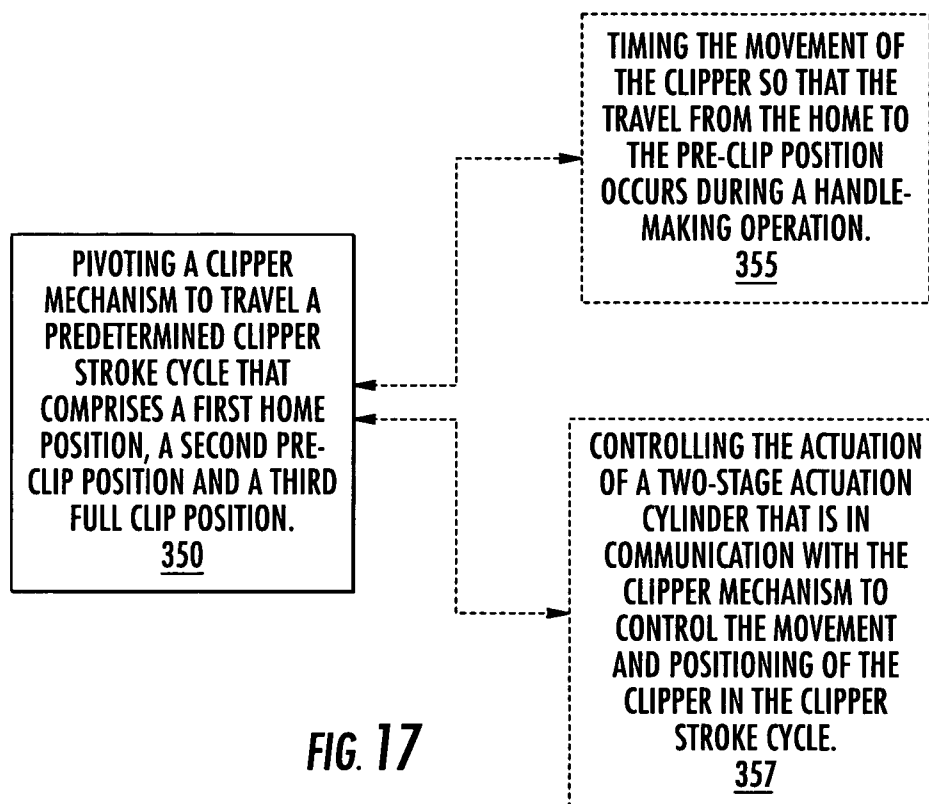 PIVOTING A CLIPPER
MECHANISM TO TRAVEL A
PREDETERMINED CLIPPER
STROKE CYCLE THAT
COMPRISES A FIRST HOME
POSITION, A SECOND PRE-
CLIP POSITION AND A THIRD
FULL CLIP POSITION.
350
TIMING THE MOVEMENT OF
THE CLIPPER SO THAT THE
TRAVEL FROM THE HOME TO
THE PRE-CLIP POSITION
OCCURS DURING A HANDLE-
MAKING OPERATION.
355
CONTROLLING THE ACTUATION
OF A TWO-STAGE ACTUATION
CYLINDER THAT IS IN
COMMUNICATION WITH THE
CLIPPER MECHANISM TO
CONTROL THE MOVEMENT
AND POSITIONING OF THE
CLIPPER IN THE CLIPPER
STROKE CYCLE.
357
FIG. 17